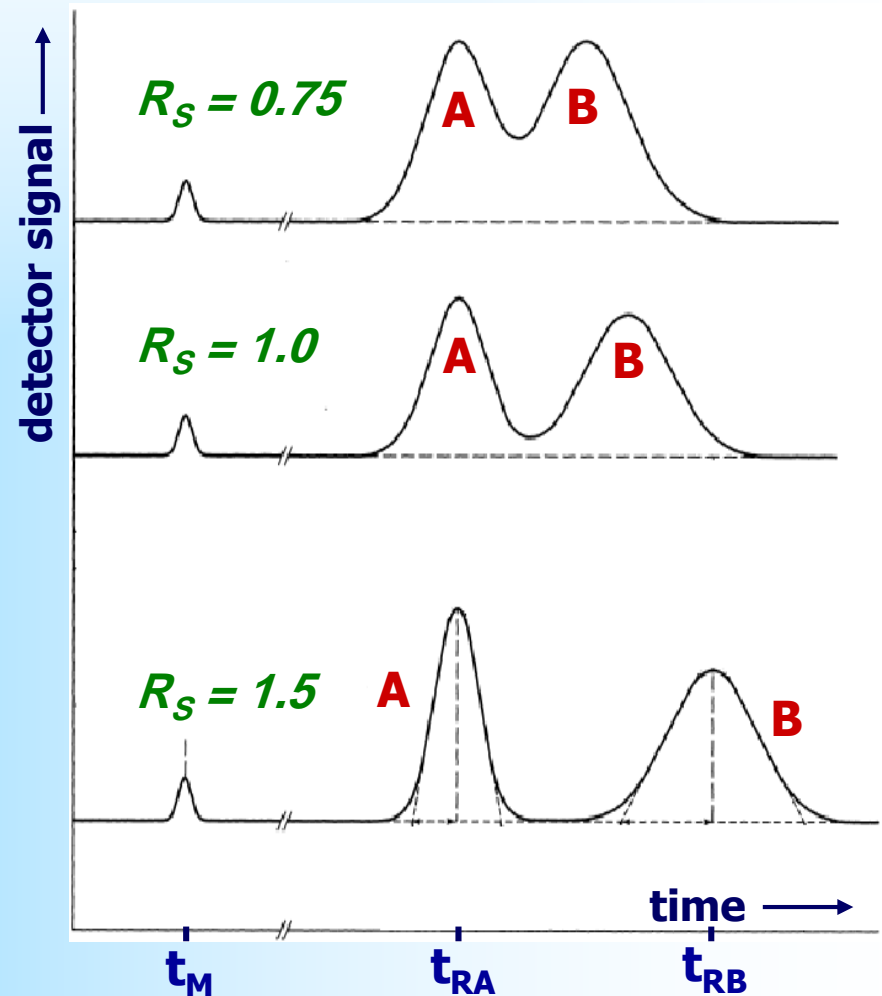 detector signal
R_S = 0.75
A
B
R_S = 1.0
A
B
R_S = 1.5
A
B
time
t_M
t_RA
t_RB